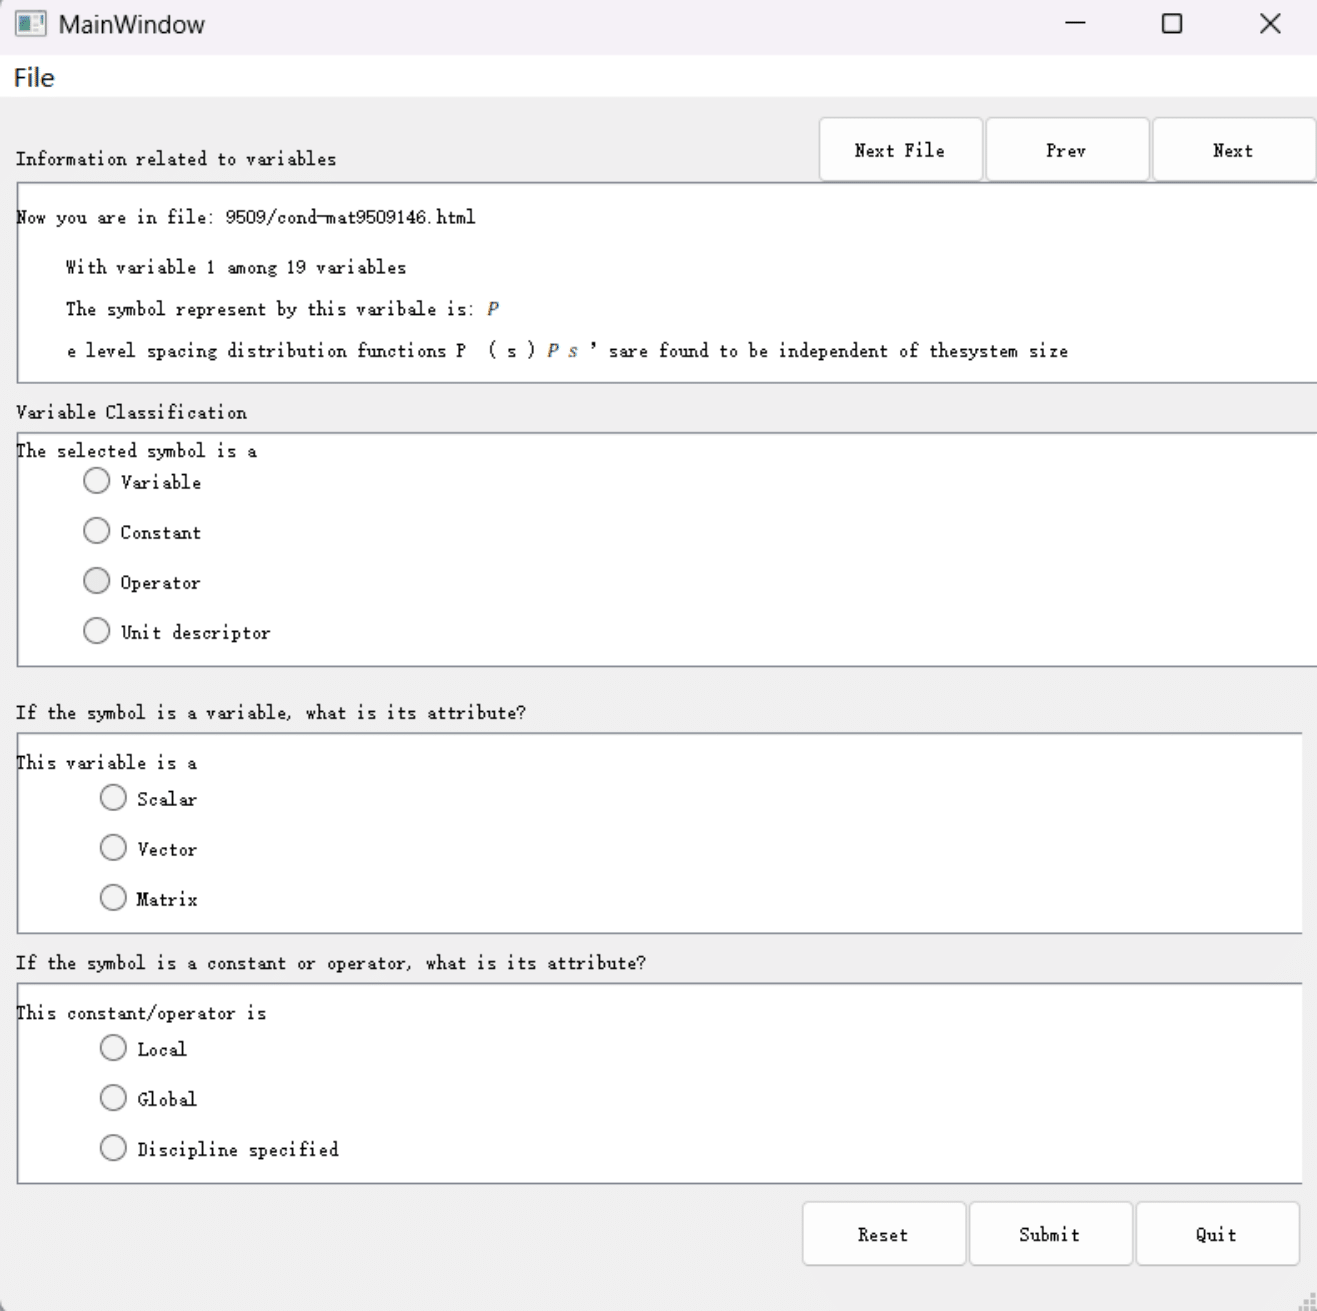 MainWindow
File
Next File
Prev
Next
Information related to variables
Now you are in file: 9509/cond-mat9509146.html
With variable 1 among 19 variables
The symbol represent by this varibale is: P
e level spacing distribution functions P ( s ) P s ’ sare found to be independent of thesystem size
Variable Classification
The selected symbol is a
Variable
Constant
Operator
Unit descriptor
If the symbol is a variable, what is its attribute?
This variable is a
Scalar
Vector
Matrix
If the symbol is a constant or operator, what is its attribute?
This constant/operator is
Local
Global
Discipline specified
Reset
Submit
Quit